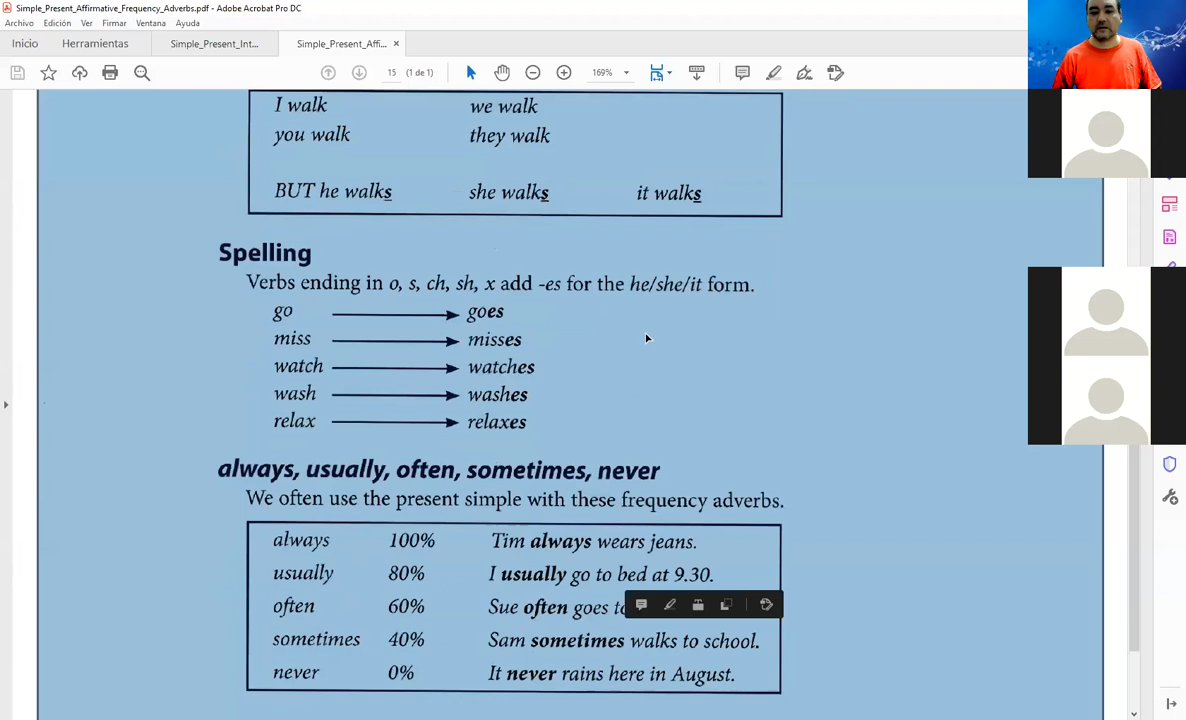 Simple_Present_Affirmative_Frequency_Adverbs.pdf - Adobe Acrobat Pro DC
Archivo Edición Ver Firmar Ventana Ayuda
Inicio Herramientas Simple_Present_Int... Simple_Present_Affi... ×
15 (1 de 1) 169%
I walk we walk
you walk they walk
BUT he walks she walks it walks
Spelling
Verbs ending in o, s, ch, sh, x add -es for the he/she/it form.
go goes
miss misses
watch watches
wash washes
relax relaxes
always, usually, often, sometimes, never
We often use the present simple with these frequency adverbs.
always 100% Tim always wears jeans.
usually 80% I usually go to bed at 9.30.
often 60% Sue often goes
sometimes 40% Sam sometimes walks to school.
never 0% It never rains here in August.